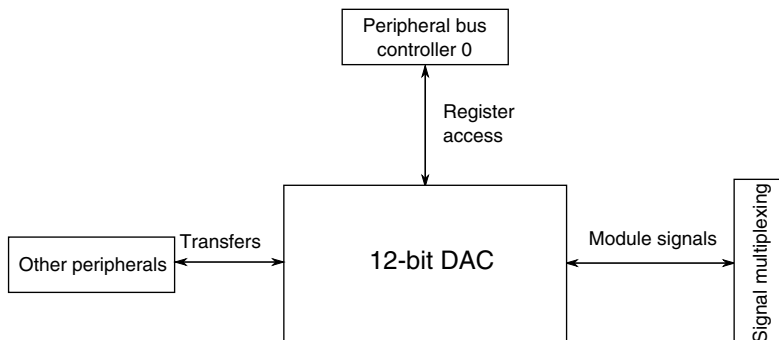 Peripheral bus
controller 0
Register
access
Transfers
Other peripherals
12-bit DAC
Module signals
Signal multiplexing